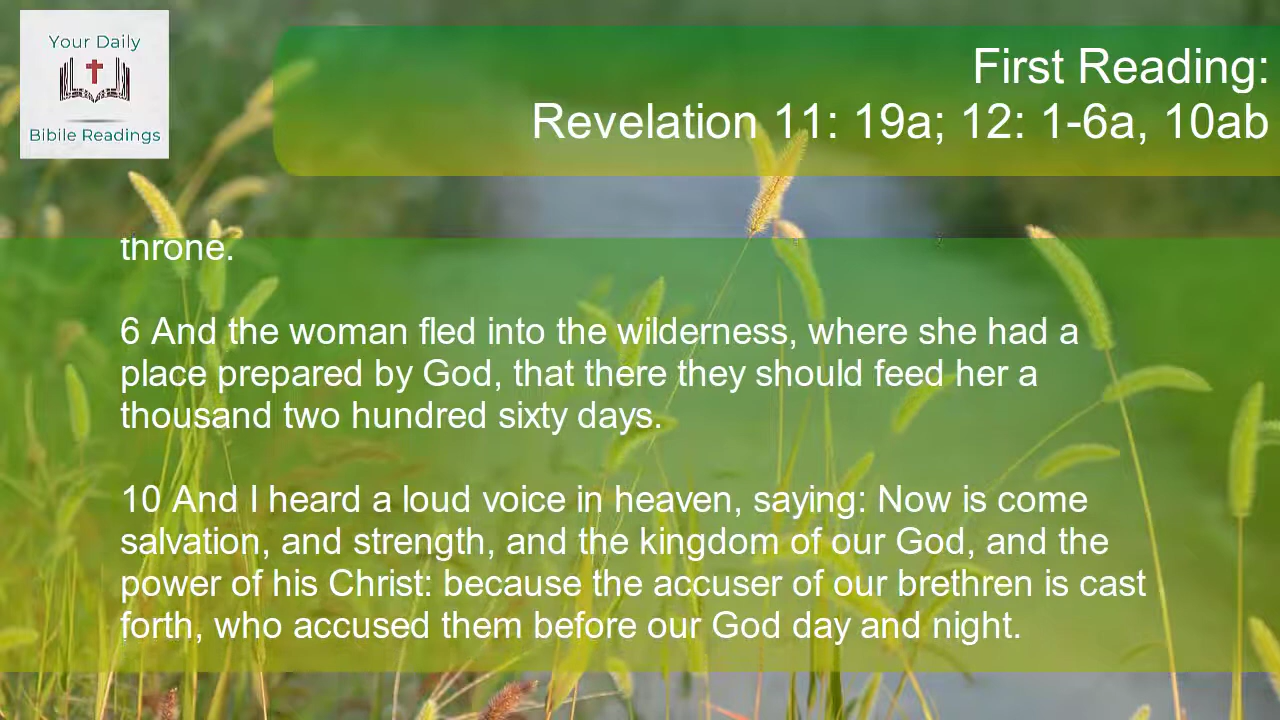 Your Daily
Bibile Readings
First Reading:
Revelation 11: 19a; 12: 1-6a, 10ab
throne.
6 And the woman fled into the wilderness, where she had a
place prepared by God, that there they should feed her a
thousand two hundred sixty days.
10 And I heard a loud voice in heaven, saying: Now is come
salvation, and strength, and the kingdom of our God, and the
power of his Christ: because the accuser of our brethren is cast
forth, who accused them before our God day and night.